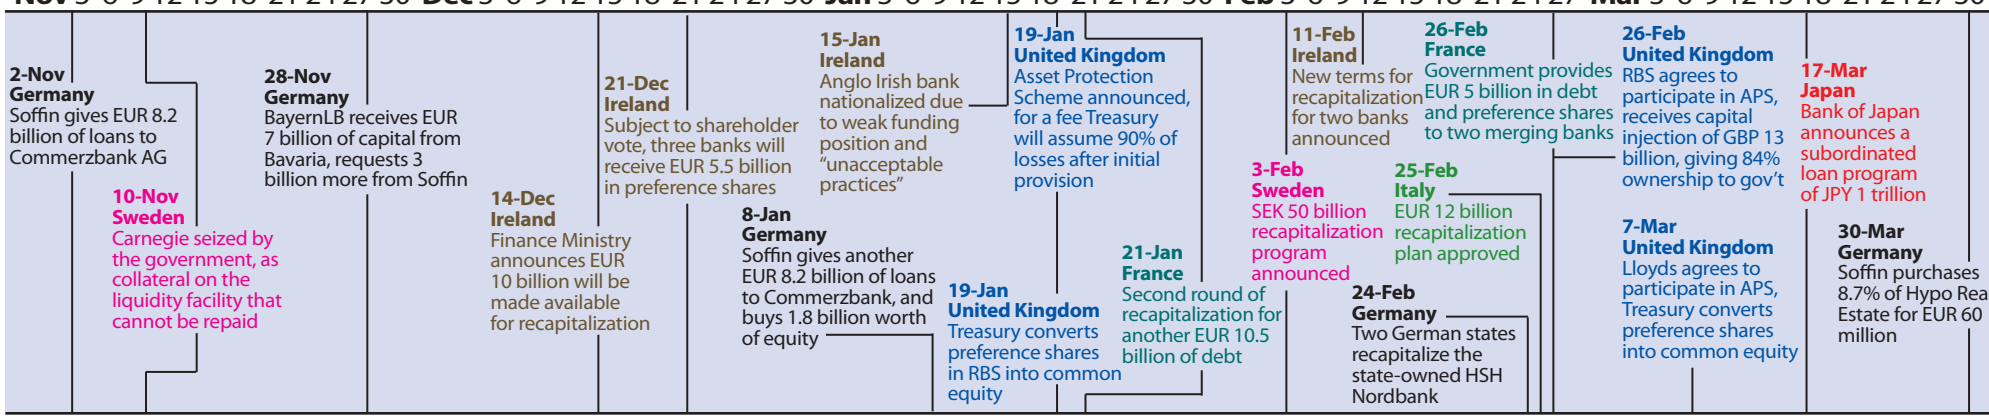 2-Nov
Germany
Soffin gives EUR 8.2
billion of loans to
Commerzbank AG
10-Nov
Sweden
Carnegie seized by
the government, as
collateral on the
liquidity facility that
cannot be repaid
28-Nov
Germany
BayernLB receives EUR
7 billion of capital from
Bavaria, requests 3
billion more from Soffin
14-Dec
Ireland
Finance Ministry
announces EUR
10 billion will be
made available
for recapitalization
21-Dec
Ireland
Subject to shareholder
vote, three banks will
receive EUR 5.5 billion
in preference shares
8-Jan
Germany
Soffin gives another
EUR 8.2 billion of loans
to Commerzbank, and
buys 1.8 billion worth
of equity
15-Jan
Ireland
Anglo Irish bank
nationalized due
to weak funding
position and
“unacceptable
practices”
19-Jan
United Kingdom
Treasury converts
preference shares
in RBS into common
equity
19-Jan
United Kingdom
Asset Protection
Scheme announced,
for a fee Treasury
will assume 90% of
losses after initial
provision
21-Jan
France
Second round of
recapitalization for
another EUR 10.5
billion of debt
3-Feb
Sweden
SEK 50 billion
recapitalization
program
announced
11-Feb
Ireland
New terms for
recapitalization
for two banks
announced
24-Feb
Germany
Two German states
recapitalize the
state-owned HSH
Nordbank
25-Feb
Italy
EUR 12 billion
recapitalization
plan approved
26-Feb
France
Government provides
EUR 5 billion in debt
and preference shares
to two merging banks
26-Feb
United Kingdom
RBS agrees to
participate in APS,
receives capital
injection of GBP 13
billion, giving 84%
ownership to gov’t
7-Mar
United Kingdom
Lloyds agrees to
participate in APS,
Treasury converts
preference shares
into common equity
17-Mar
Japan
Bank of Japan
announces a
subordinated
loan program
of JPY 1 trillion
30-Mar
Germany
Soffin purchases
8.7% of Hypo Rea
Estate for EUR 60
million